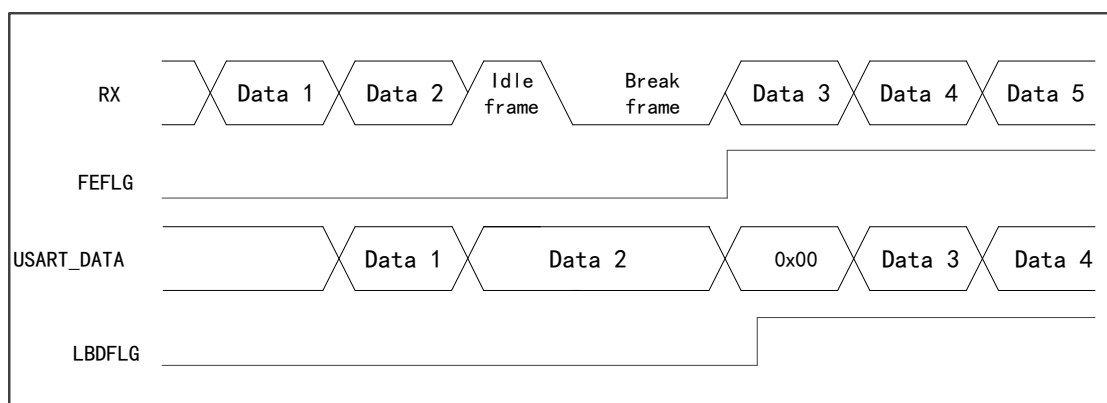 RX Data 1 Data 2 Idle frame Break frame Data 3 Data 4 Data 5
FEFLG
USART_DATA Data 1 Data 2 0x00 Data 3 Data 4
LBDFLG